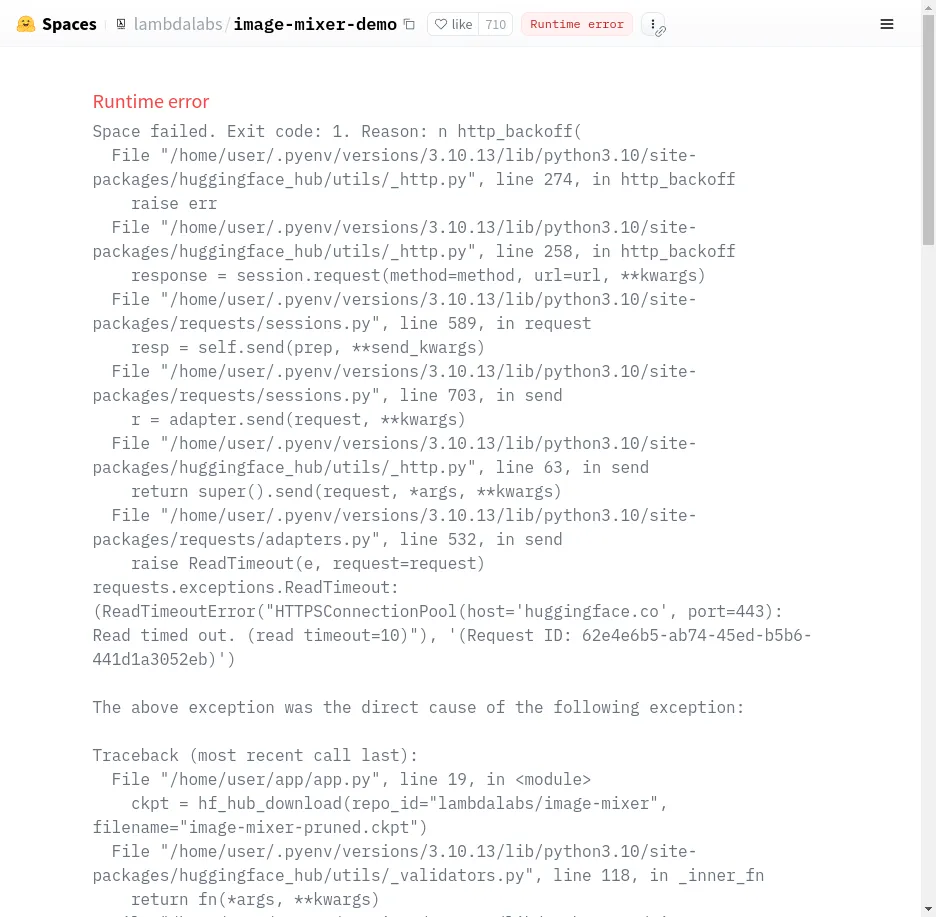 Spaces lambdalabs/image-mixer-demo like 710 Runtime error
Runtime error
Space failed. Exit code: 1. Reason: n http_backoff(
  File "/home/user/.pyenv/versions/3.10.13/lib/python3.10/site-
packages/huggingface_hub/utils/_http.py", line 274, in http_backoff
    raise err
  File "/home/user/.pyenv/versions/3.10.13/lib/python3.10/site-
packages/huggingface_hub/utils/_http.py", line 258, in http_backoff
    response = session.request(method=method, url=url, **kwargs)
  File "/home/user/.pyenv/versions/3.10.13/lib/python3.10/site-
packages/requests/sessions.py", line 589, in request
    resp = self.send(prep, **send_kwargs)
  File "/home/user/.pyenv/versions/3.10.13/lib/python3.10/site-
packages/requests/sessions.py", line 703, in send
    r = adapter.send(request, **kwargs)
  File "/home/user/.pyenv/versions/3.10.13/lib/python3.10/site-
packages/huggingface_hub/utils/_http.py", line 63, in send
    return super().send(request, *args, **kwargs)
  File "/home/user/.pyenv/versions/3.10.13/lib/python3.10/site-
packages/requests/adapters.py", line 532, in send
    raise ReadTimeout(e, request=request)
requests.exceptions.ReadTimeout:
(ReadTimeoutError("HTTPSConnectionPool(host='huggingface.co', port=443):
Read timed out. (read timeout=10)"), '(Request ID: 62e4e6b5-ab74-45ed-b5b6-
441d1a3052eb)')
The above exception was the direct cause of the following exception:
Traceback (most recent call last):
  File "/home/user/app/app.py", line 19, in <module>
    ckpt = hf_hub_download(repo_id="lambdalabs/image-mixer",
filename="image-mixer-pruned.ckpt")
  File "/home/user/.pyenv/versions/3.10.13/lib/python3.10/site-
packages/huggingface_hub/utils/_validators.py", line 118, in _inner_fn
    return fn(*args, **kwargs)